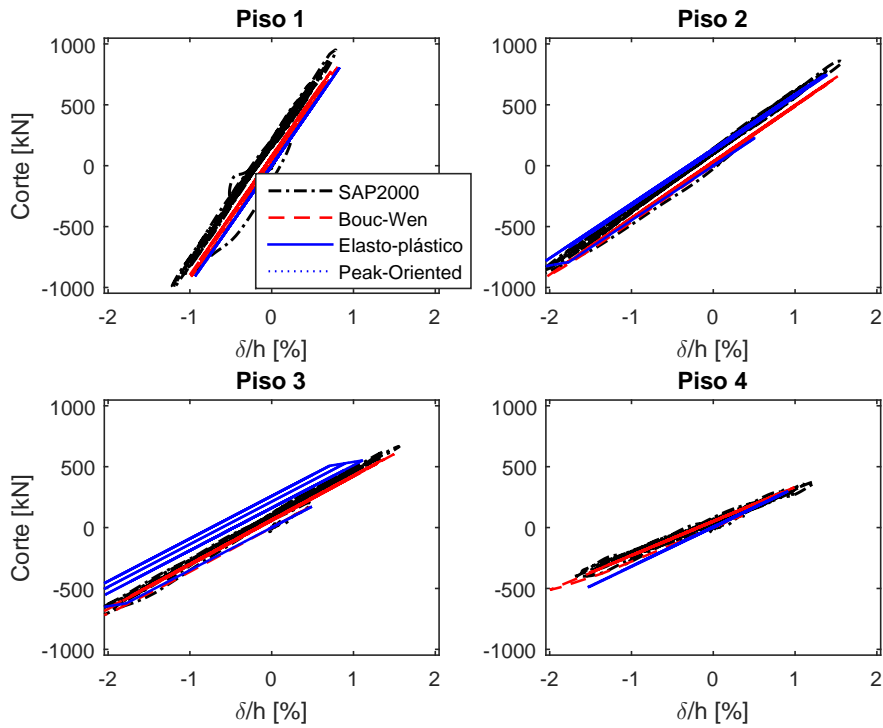 Piso 1
1000
500
0
-500
-1000
Corte [kN]
-2 -1 0 1 2
δ/h [%]
SAP2000
Bouc-Wen
Elasto-plástico
Peak-Oriented
Piso 2
1000
500
0
-500
-1000
-2 -1 0 1 2
δ/h [%]
Piso 3
1000
500
0
-500
-1000
Corte [kN]
-2 -1 0 1 2
δ/h [%]
Piso 4
1000
500
0
-500
-1000
-2 -1 0 1 2
δ/h [%]